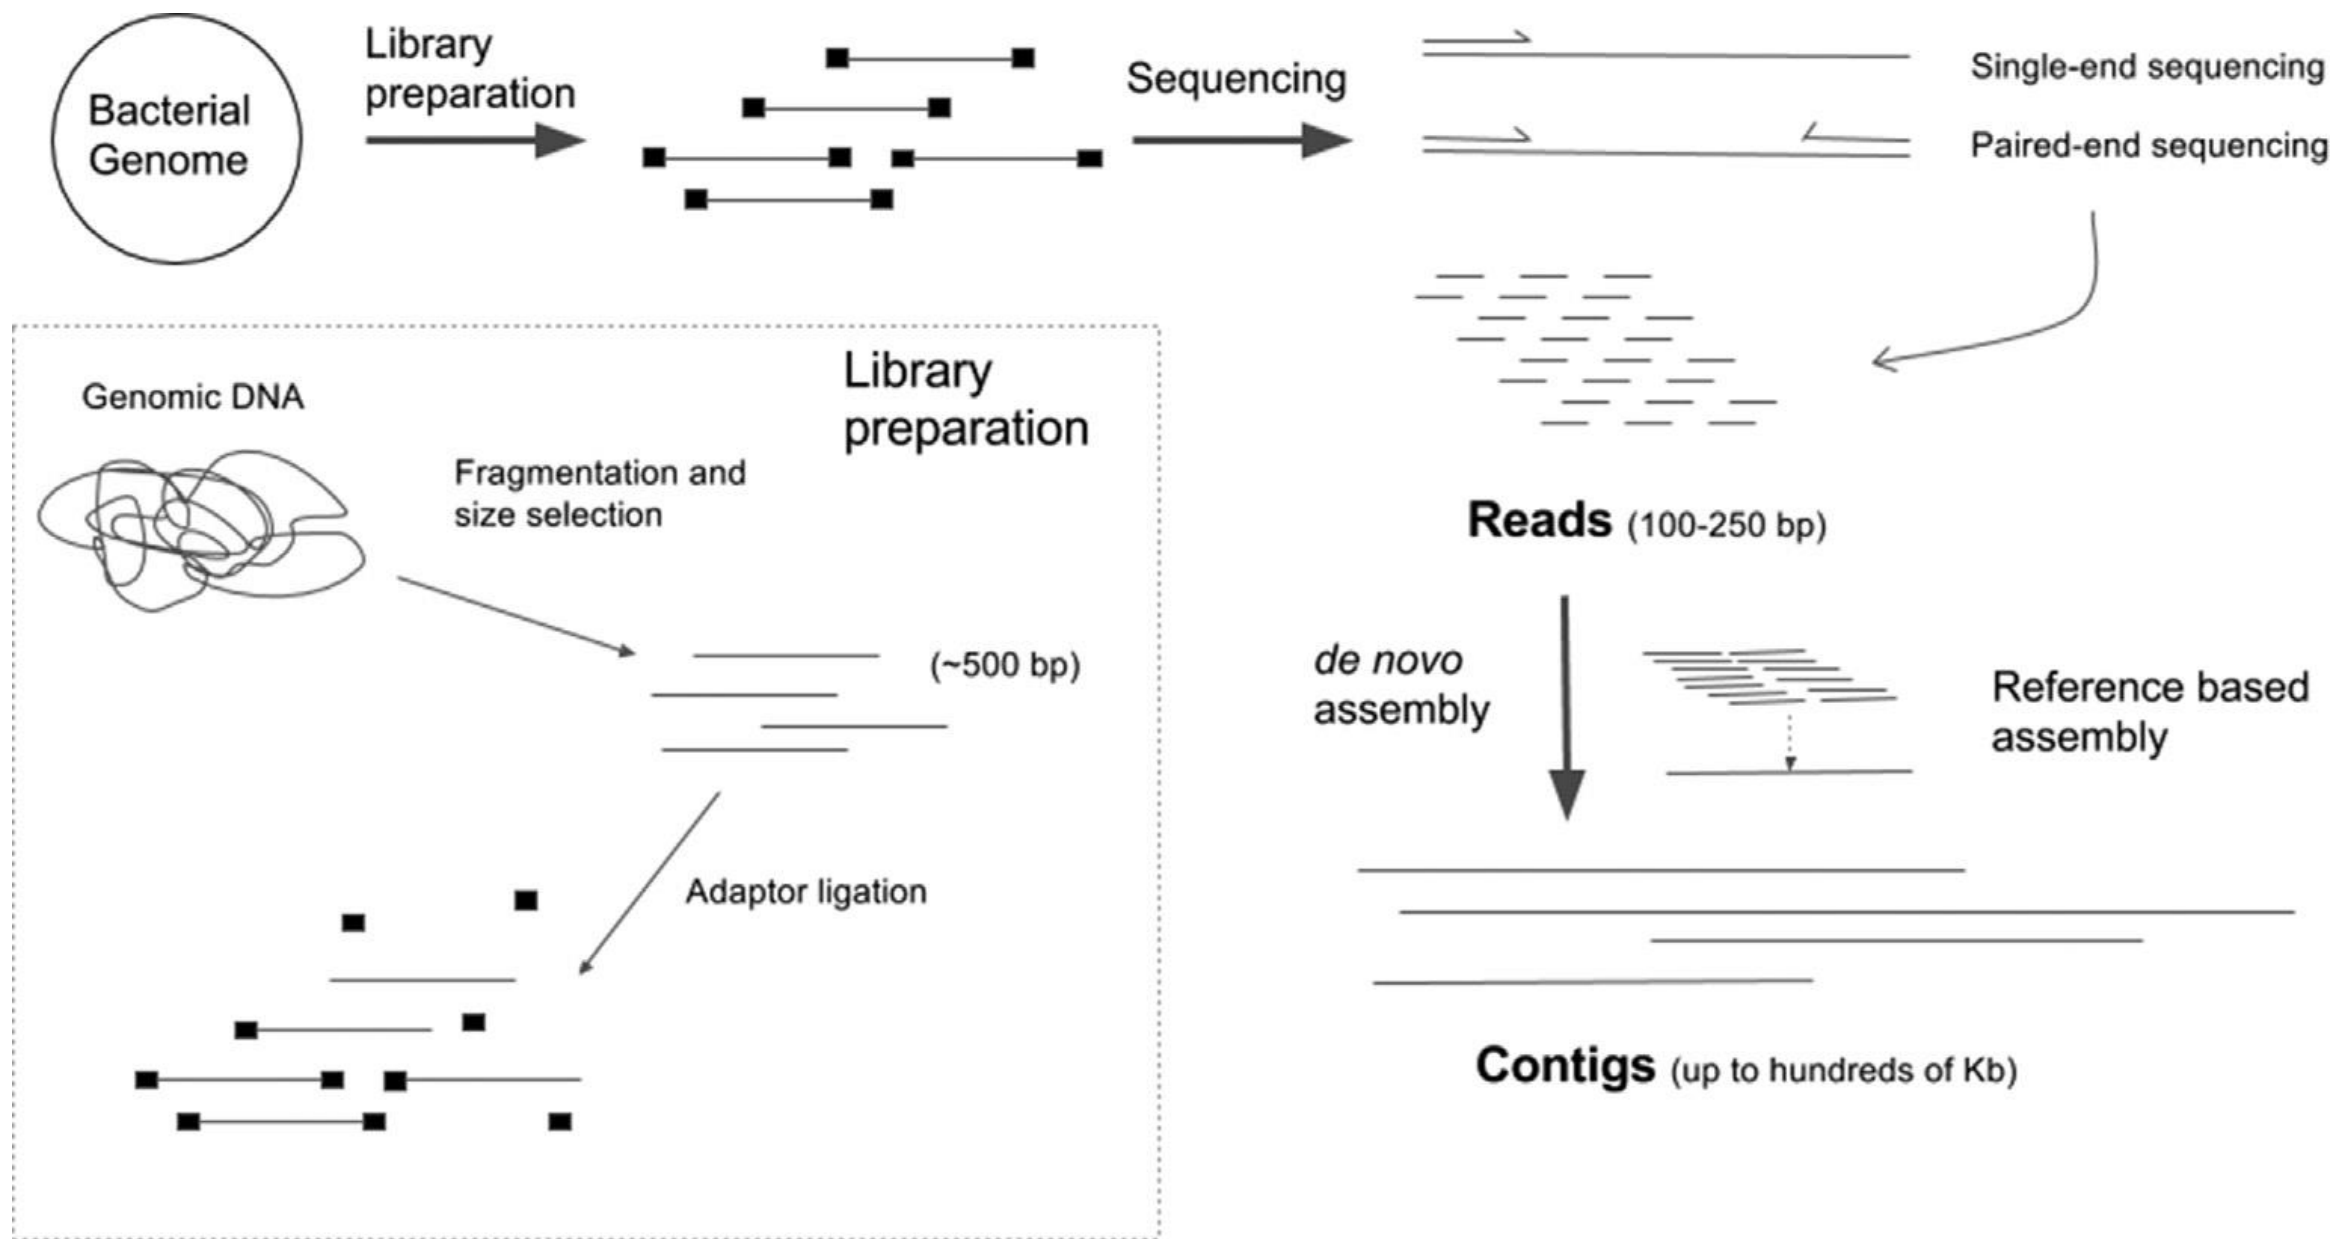 Bacterial
Genome
Library
preparation
Sequencing
Single-end sequencing
Paired-end sequencing
Library
preparation
Genomic DNA
Fragmentation and
size selection
(~500 bp)
Adaptor ligation
Reads (100-250 bp)
de novo
assembly
Reference based
assembly
Contigs (up to hundreds of Kb)